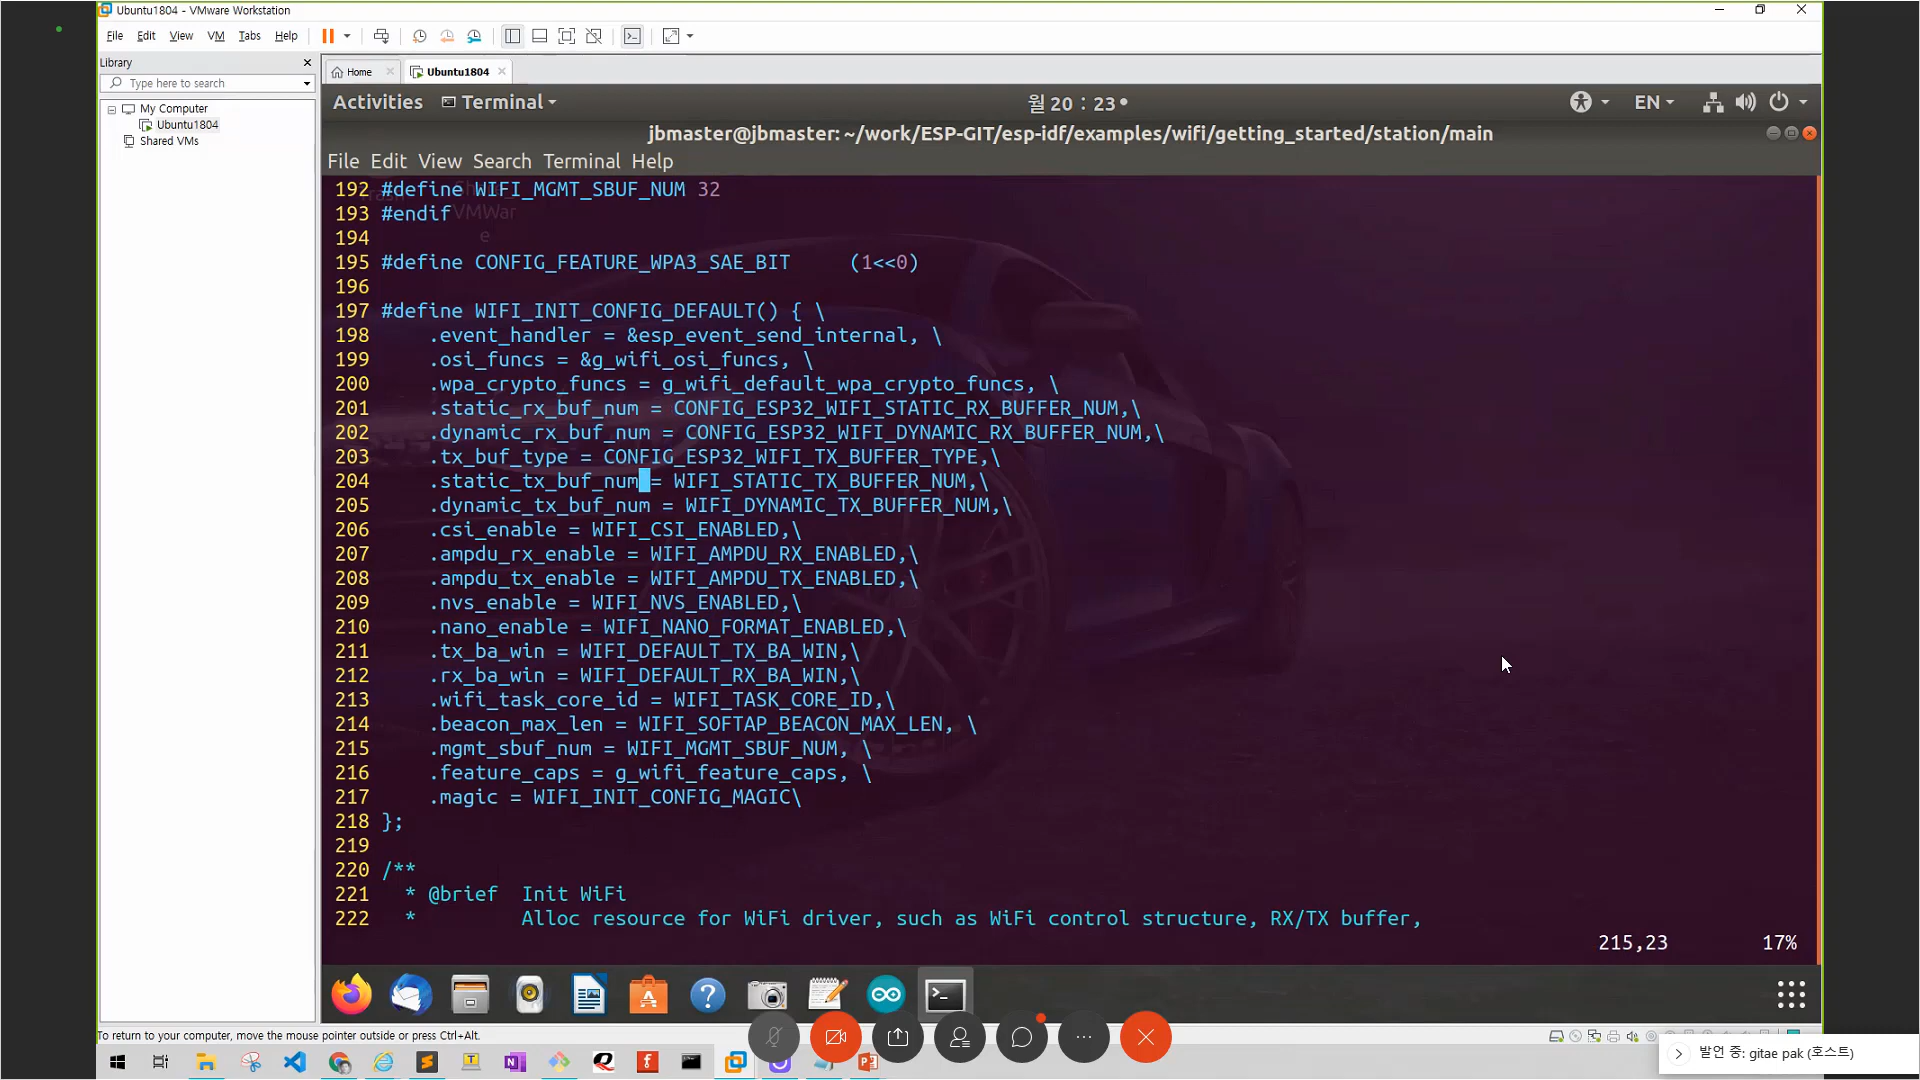 Ubuntu1804 - VMware Workstation
File Edit View VM Tabs Help
Library
Type here to search
My Computer
Ubuntu1804
Shared VMs
Home
Ubuntu1804
Activities
Terminal
월 20 : 23
EN
jbmaster@jbmaster: ~/work/ESP-GIT/esp-idf/examples/wifi/getting_started/station/main
File Edit View Search Terminal Help
192 #define WIFI_MGMT_SBUF_NUM 32
193 #endif
VMWar
e
194
195 #define CONFIG_FEATURE_WPA3_SAE_BIT     (1<<0)
196
197 #define WIFI_INIT_CONFIG_DEFAULT() { \
198     .event_handler = &esp_event_send_internal, \
199     .osi_funcs = &g_wifi_osi_funcs, \
200     .wpa_crypto_funcs = g_wifi_default_wpa_crypto_funcs, \
201     .static_rx_buf_num = CONFIG_ESP32_WIFI_STATIC_RX_BUFFER_NUM,\
202     .dynamic_rx_buf_num = CONFIG_ESP32_WIFI_DYNAMIC_RX_BUFFER_NUM,\
203     .tx_buf_type = CONFIG_ESP32_WIFI_TX_BUFFER_TYPE,\
204     .static_tx_buf_num = WIFI_STATIC_TX_BUFFER_NUM,\
205     .dynamic_tx_buf_num = WIFI_DYNAMIC_TX_BUFFER_NUM,\
206     .csi_enable = WIFI_CSI_ENABLED,\
207     .ampdu_rx_enable = WIFI_AMPDU_RX_ENABLED,\
208     .ampdu_tx_enable = WIFI_AMPDU_TX_ENABLED,\
209     .nvs_enable = WIFI_NVS_ENABLED,\
210     .nano_enable = WIFI_NANO_FORMAT_ENABLED,\
211     .tx_ba_win = WIFI_DEFAULT_TX_BA_WIN,\
212     .rx_ba_win = WIFI_DEFAULT_RX_BA_WIN,\
213     .wifi_task_core_id = WIFI_TASK_CORE_ID,\
214     .beacon_max_len = WIFI_SOFTAP_BEACON_MAX_LEN, \
215     .mgmt_sbuf_num = WIFI_MGMT_SBUF_NUM, \
216     .feature_caps = g_wifi_feature_caps, \
217     .magic = WIFI_INIT_CONFIG_MAGIC\
218 };
219
220 /**
221   * @brief  Init WiFi
222   *         Alloc resource for WiFi driver, such as WiFi control structure, RX/TX buffer,
215,23 17%
To return to your computer, move the mouse pointer outside or press Ctrl+Alt.
발언 중: gitae pak (호스트)